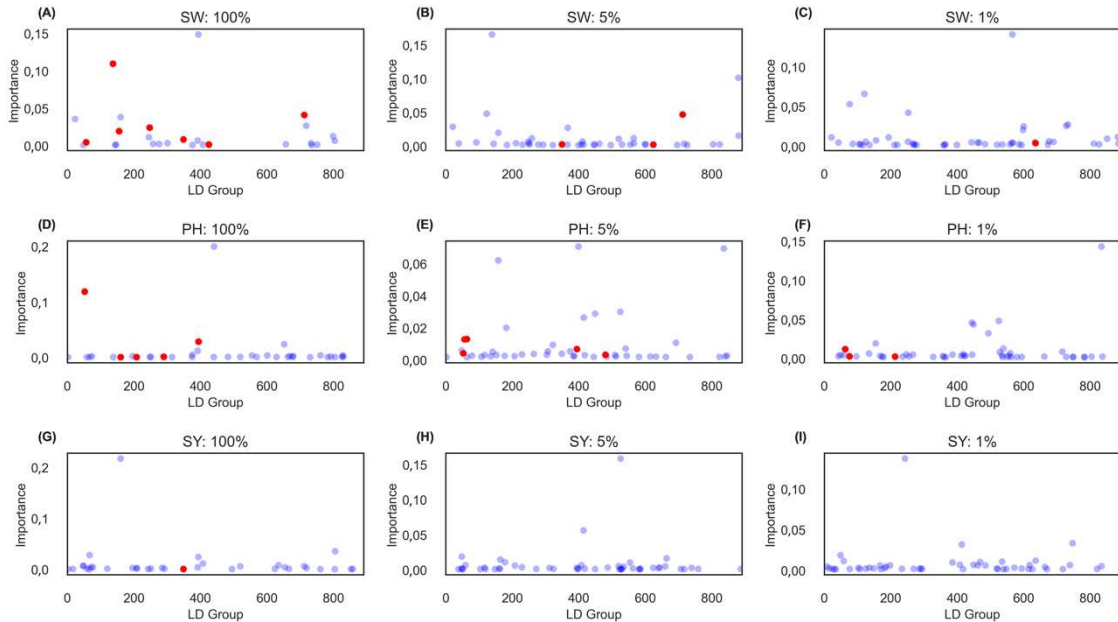 (A) SW: 100%
(B) SW: 5%
(C) SW: 1%
Importance
0,15
0,10
0,05
0,00
0 200 400 600 800
LD Group
Importance
0,15
0,10
0,05
0,00
0 200 400 600 800
LD Group
Importance
0,15
0,10
0,05
0,00
0 200 400 600 800
LD Group
(D) PH: 100%
(E) PH: 5%
(F) PH: 1%
Importance
0,2
0,1
0,0
0 200 400 600 800
LD Group
Importance
0,06
0,04
0,02
0,00
0 200 400 600 800
LD Group
Importance
0,15
0,10
0,05
0,00
0 200 400 600 800
LD Group
(G) SY: 100%
(H) SY: 5%
(I) SY: 1%
Importance
0,2
0,1
0,0
0 200 400 600 800
LD Group
Importance
0,15
0,10
0,05
0,00
0 200 400 600 800
LD Group
Importance
0,10
0,05
0,00
0 200 400 600 800
LD Group